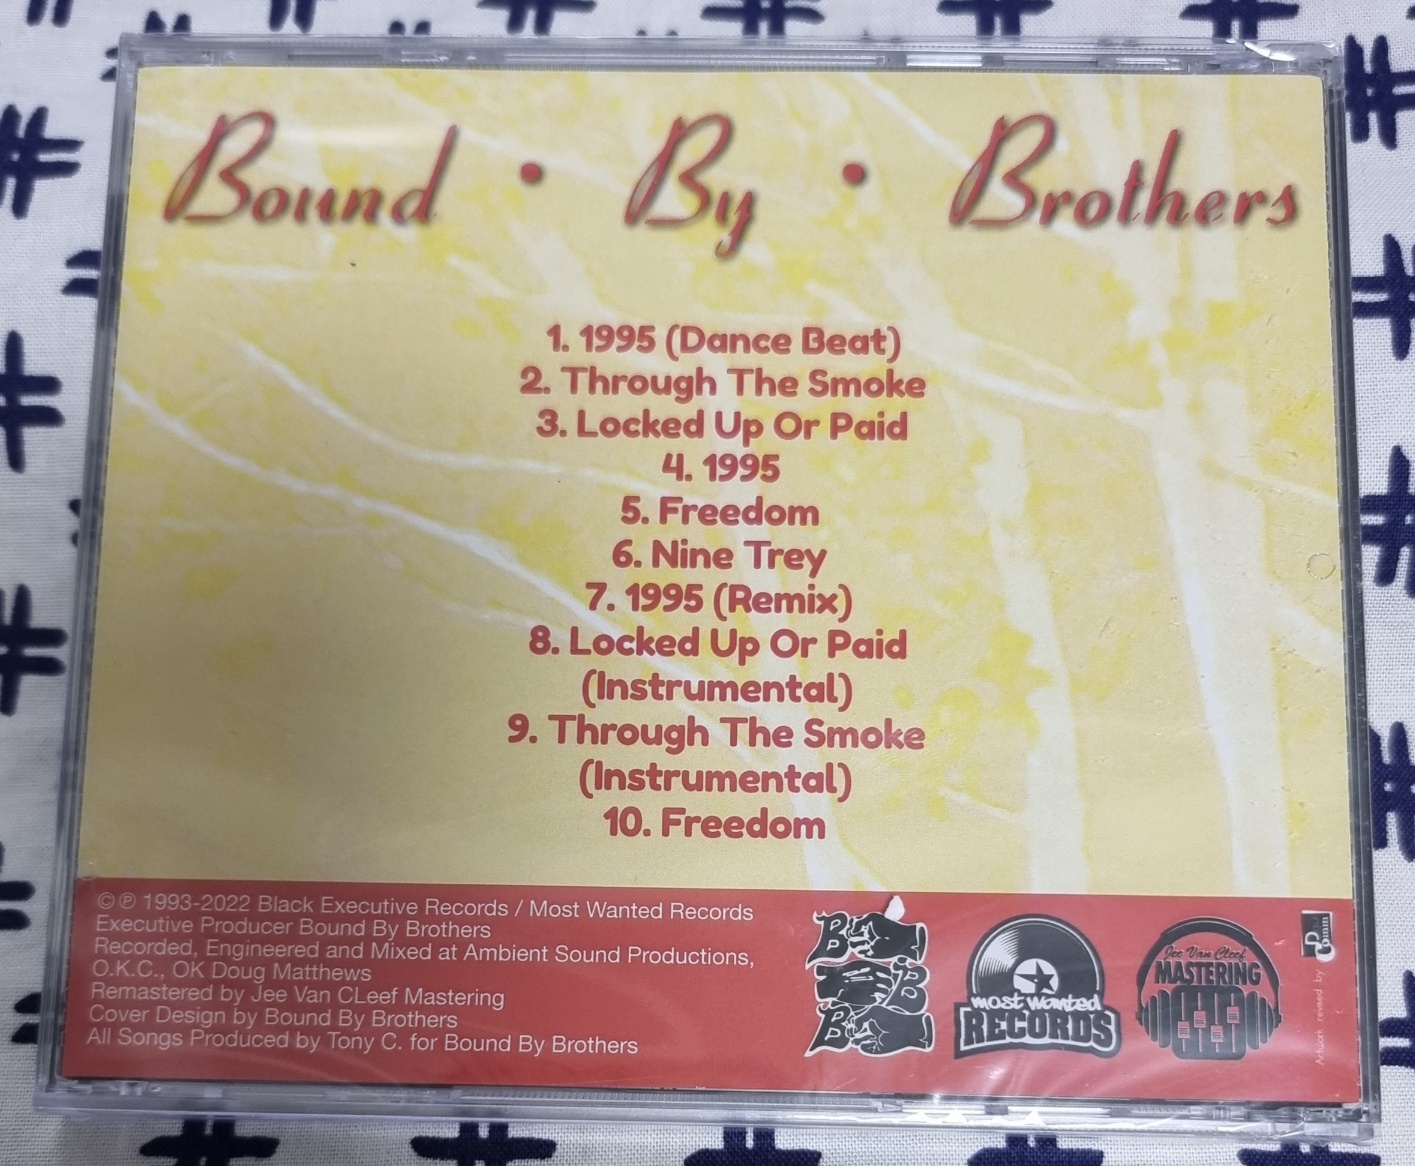 Bound • By • Brothers
1. 1995 (Dance Beat)
2. Through The Smoke
3. Locked Up Or Paid
4. 1995
5. Freedom
6. Nine Trey
7. 1995 (Remix)
8. Locked Up Or Paid
(Instrumental)
9. Through The Smoke
(Instrumental)
10. Freedom
©℗ 1993-2022 Black Executive Records / Most Wanted Records
Executive Producer Bound By Brothers
Recorded, Engineered and Mixed at Ambient Sound Productions,
O.K.C., OK Doug Matthews
Remastered by Jee Van CLeef Mastering
Cover Design by Bound By Brothers
All Songs Produced by Tony C. for Bound By Brothers
B
B
B
most wanted
RECORDS
Jee Van Cleef
MASTERING
Artwork revised by